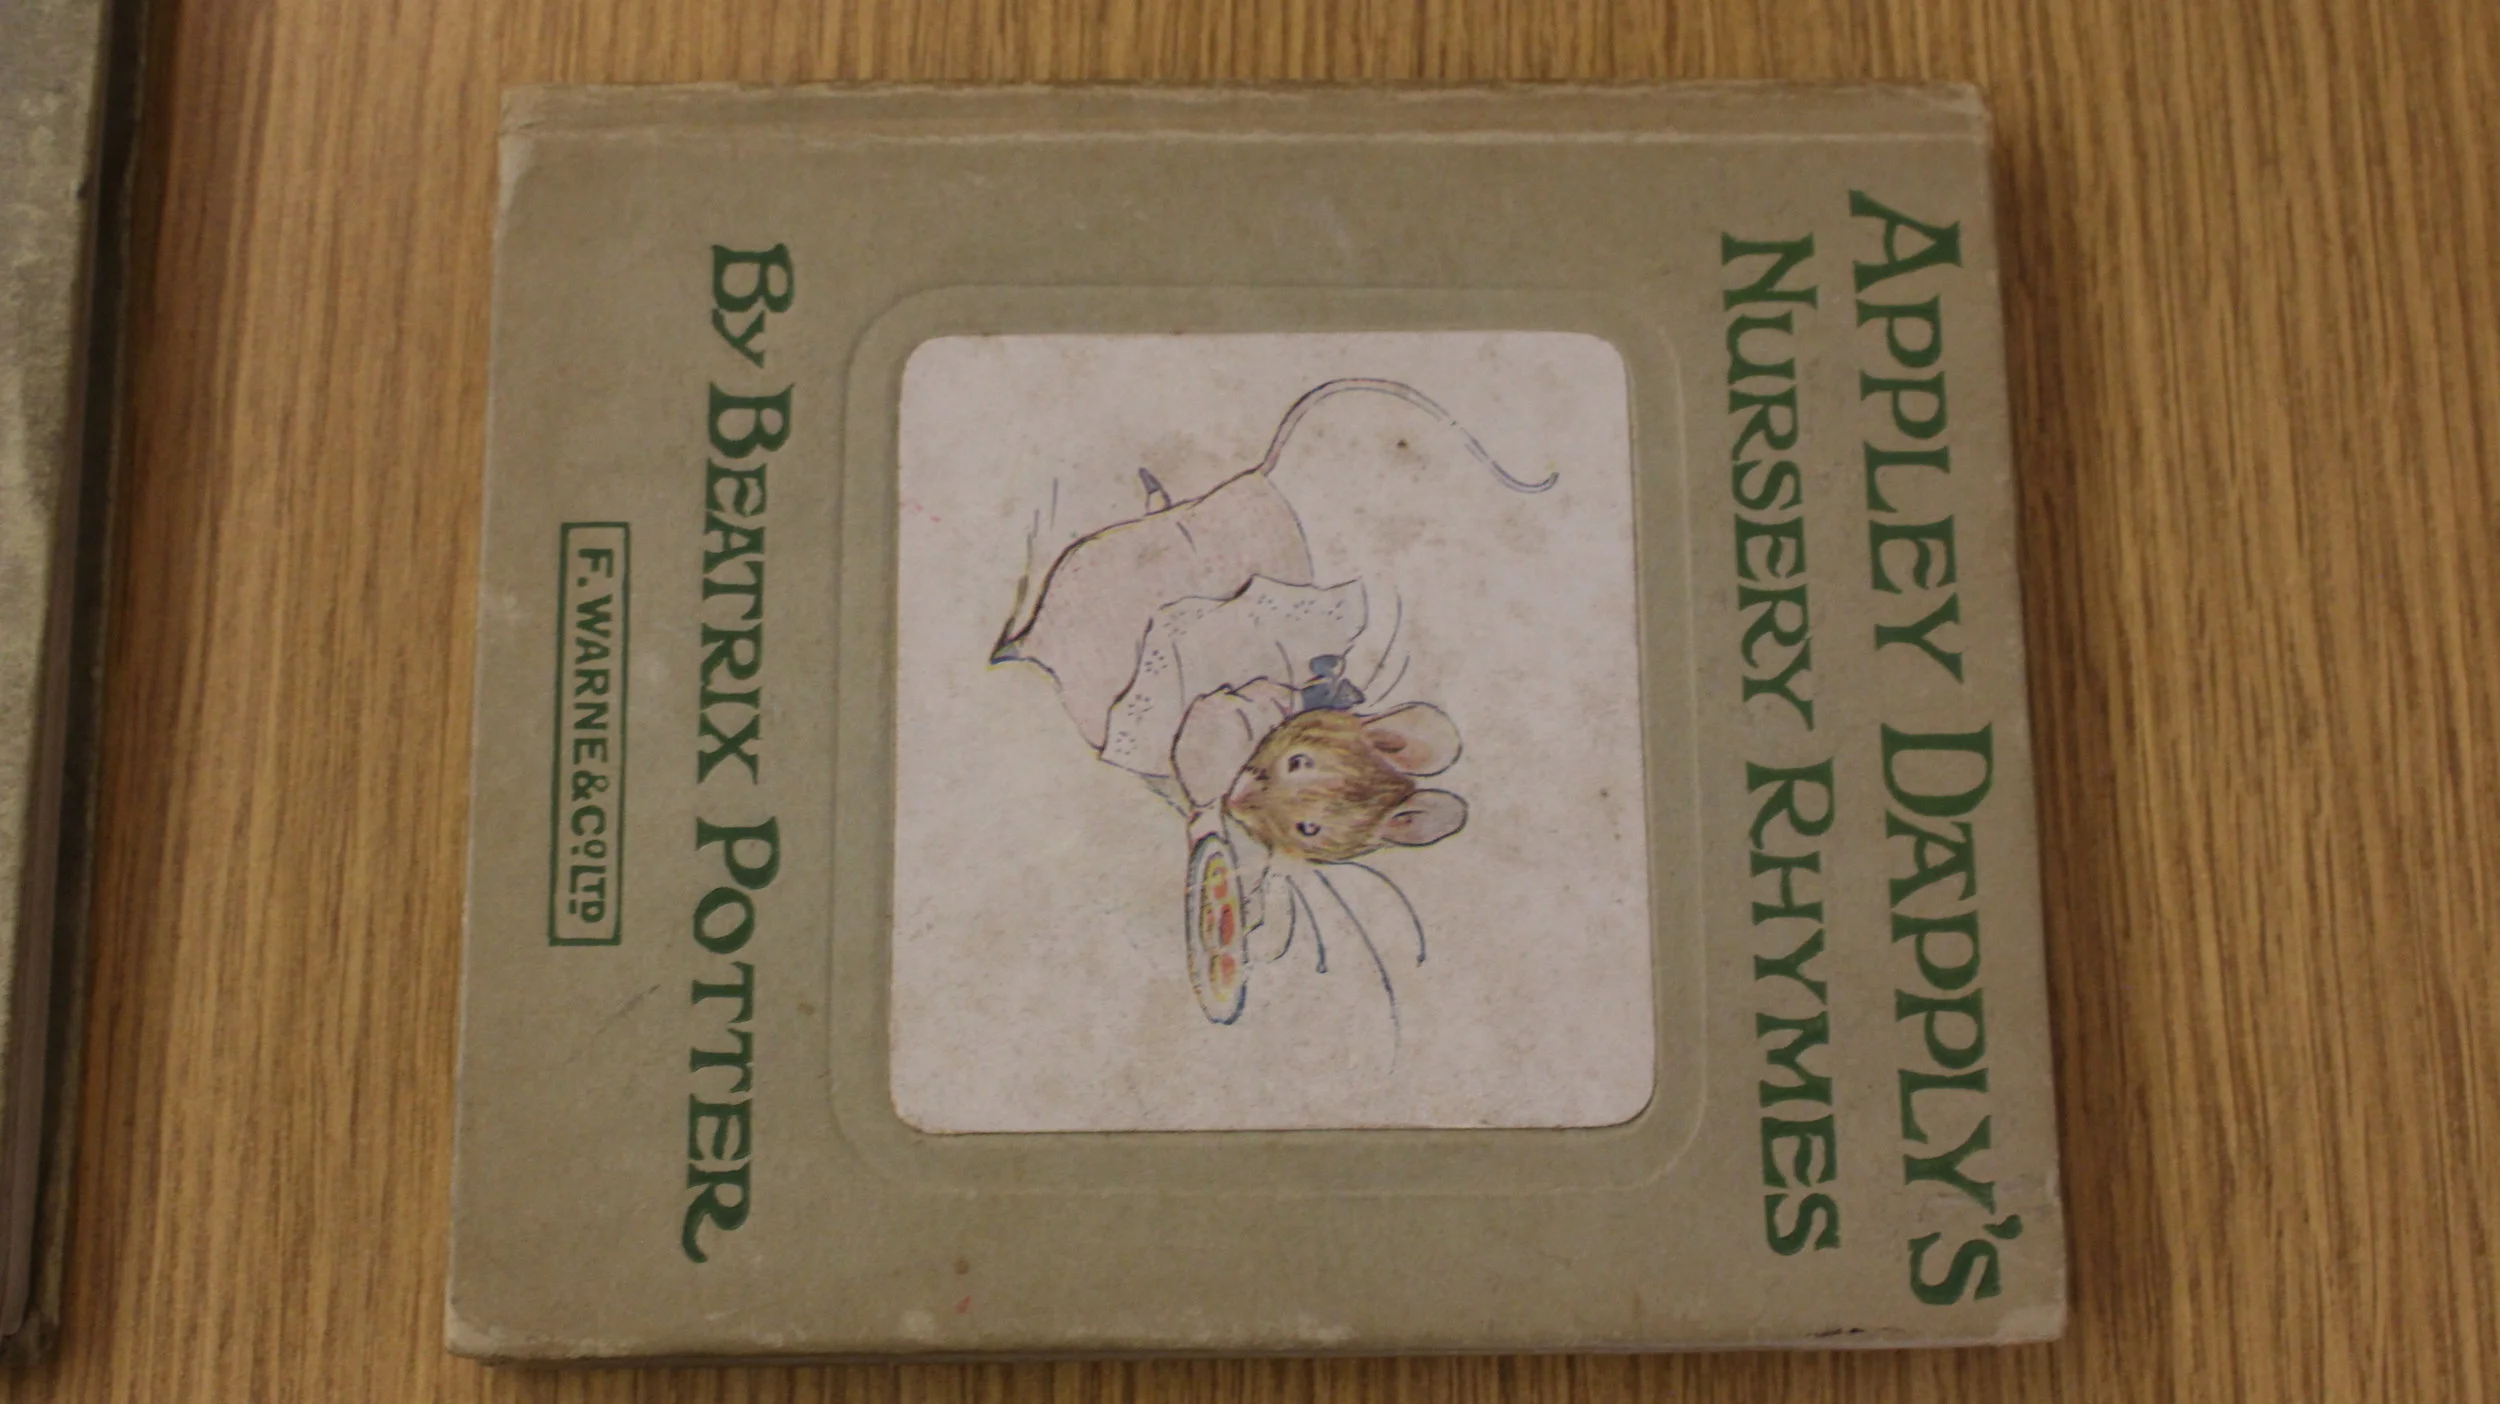 APPLEY DAPPLY'S
NURSERY RHYMES
By BEATRIX POTTER
F. WARNE & Co LTD